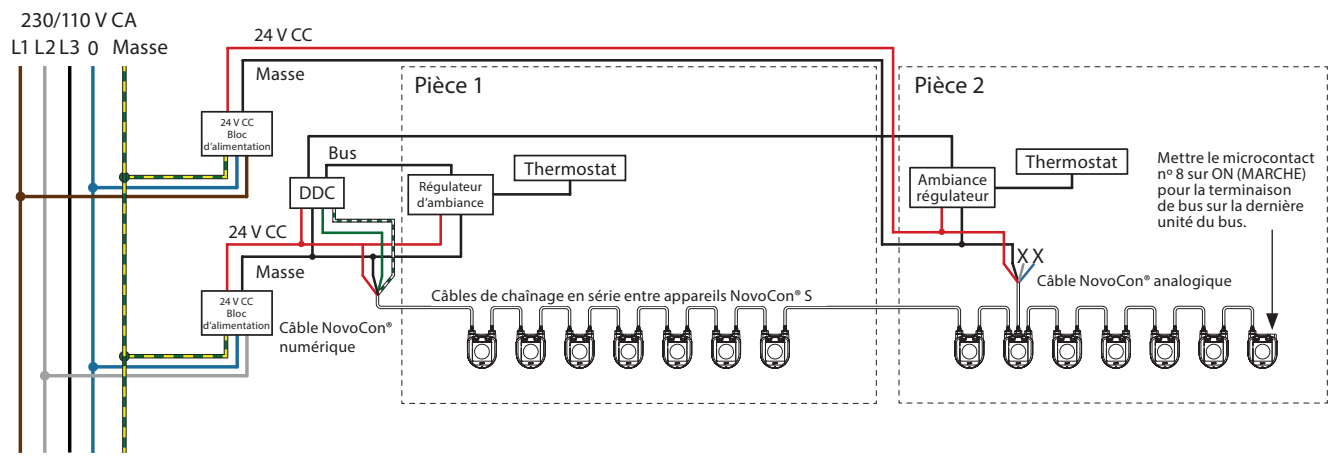 230/110 V CA
L1 L2 L3 0 Masse
24 V CC
Masse
24 V CC
Bloc
d'alimentation
Pièce 1
Bus
DDC
Régulateur
d'ambiance
Thermostat
24 V CC
Masse
24 V CC
Bloc
d'alimentation
Câble NovoCon®
numérique
Câbles de chaînage en série entre appareils NovoCon® S
Pièce 2
Ambiance
régulateur
Thermostat
Mettre le microcontact
nº 8 sur ON (MARCHE)
pour la terminaison
de bus sur la dernière
unité du bus.
X X
Câble NovoCon® analogique